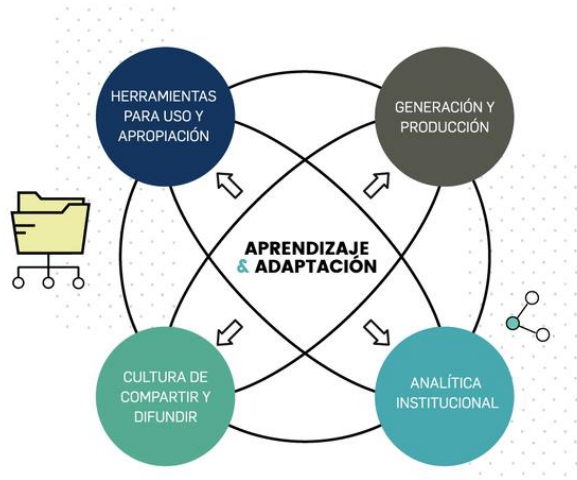 HERRAMIENTAS
PARA USO Y
APROPIACIÓN
GENERACIÓN Y
PRODUCCIÓN
APRENDIZAJE
& ADAPTACIÓN
CULTURA DE
COMPARTIR Y
DIFUNDIR
ANALÍTICA
INSTITUCIONAL